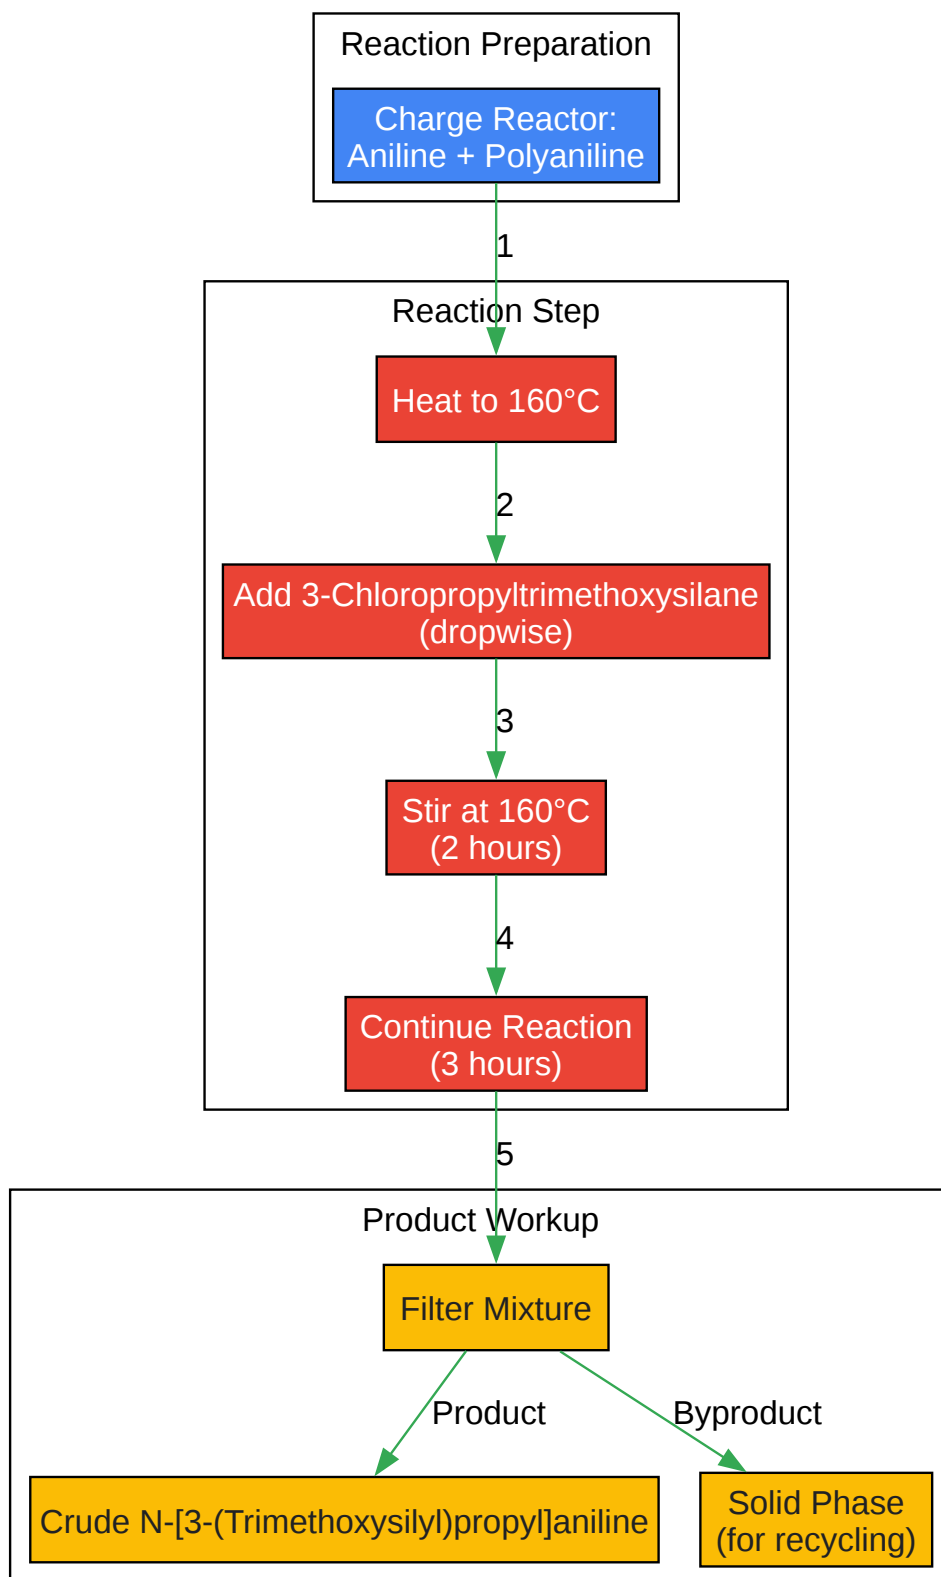 Reaction Preparation
Charge Reactor:
Aniline + Polyaniline
1
Reaction Step
Heat to 160°C
2
Add 3-Chloropropyltrimethoxysilane
(dropwise)
3
Stir at 160°C
(2 hours)
4
Continue Reaction
(3 hours)
5
Product Workup
Filter Mixture
Product
Byproduct
Crude N-[3-(Trimethoxysilyl)propyl]aniline
Solid Phase
(for recycling)